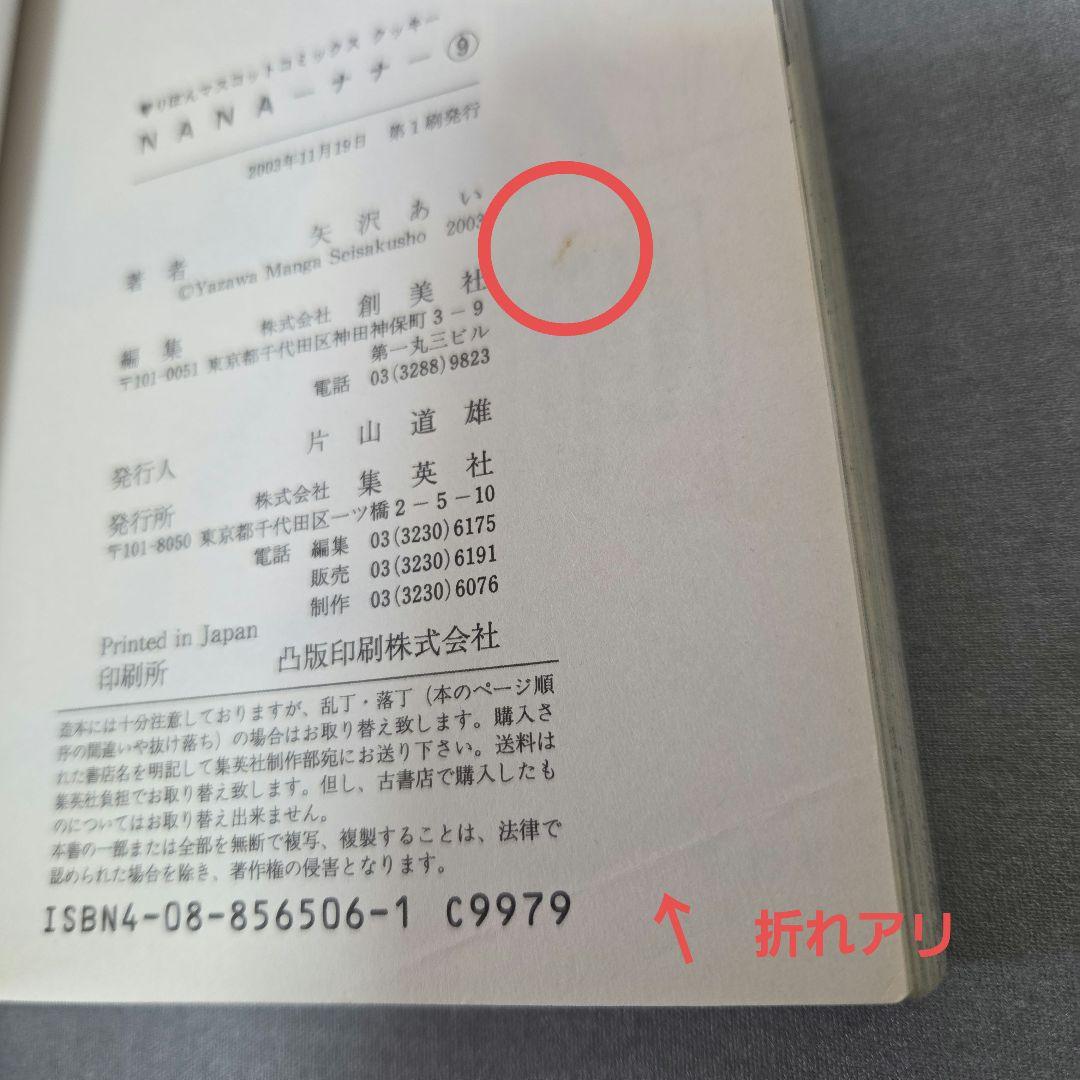 りぼんマスコットコミックス クッキー
NANA—ナナ—⑨
2003年11月19日 第1刷発行
著者 矢沢あい
©Yazawa Manga Seisakusho 2003
編集 株式会社 創美社
〒101-0051 東京都千代田区神田神保町3-9
第一丸三ビル
電話 03(3288)9823
発行人 片山道雄
発行所 株式会社 集英社
〒101-8050 東京都千代田区一ツ橋2-5-10
電話 編集 03(3230)6175
販売 03(3230)6191
制作 03(3230)6076
Printed in Japan
印刷所 凸版印刷株式会社
造本には十分注意しておりますが、乱丁・落丁(本のページ順
序の間違いや抜け落ち)の場合はお取り替え致します。購入さ
れた書店名を明記して集英社制作部宛にお送り下さい。送料は
集英社負担でお取り替え致します。但し、古書店で購入したも
のについてはお取り替え出来ません。
本書の一部または全部を無断で複写、複製することは、法律で
認められた場合を除き、著作権の侵害となります。
ISBN4-08-856506-1 C9979
折れアリ